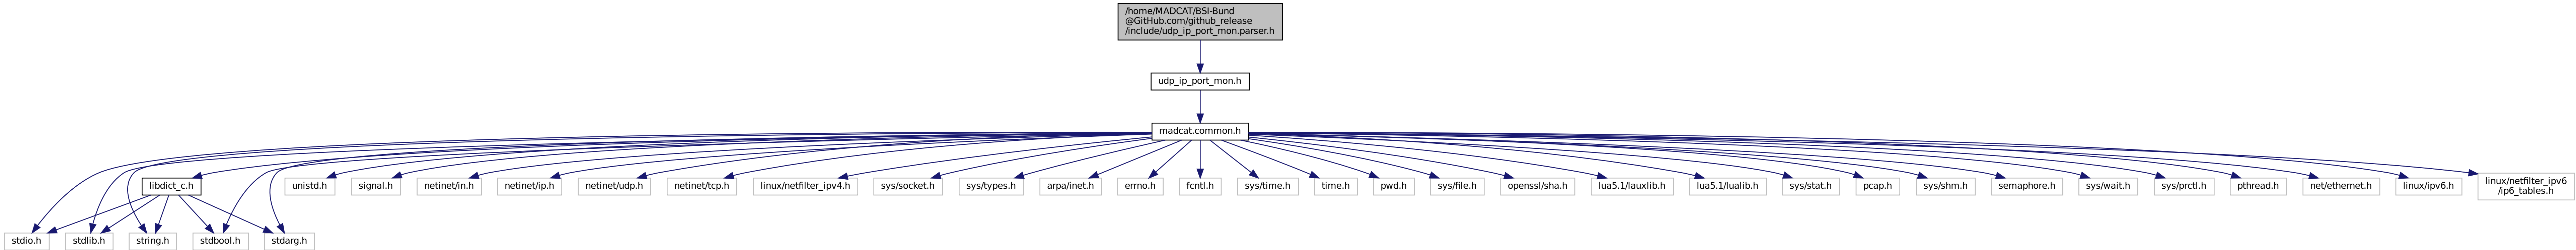 /home/MADCAT/BSI-Bund
@GitHub.com/github_release
/include/udp_ip_port_mon.parser.h
udp_ip_port_mon.h
madcat.common.h
libdict_c.h
unistd.h
signal.h
netinet/in.h
netinet/ip.h
netinet/udp.h
netinet/tcp.h
linux/netfilter_ipv4.h
sys/socket.h
sys/types.h
arpa/inet.h
errno.h
fcntl.h
sys/time.h
time.h
pwd.h
sys/file.h
openssl/sha.h
lua5.1/lauxlib.h
lua5.1/lualib.h
sys/stat.h
pcap.h
sys/shm.h
semaphore.h
sys/wait.h
sys/prctl.h
pthread.h
net/ethernet.h
linux/ipv6.h
linux/netfilter_ipv6
/ip6_tables.h
stdio.h
stdlib.h
string.h
stdbool.h
stdarg.h